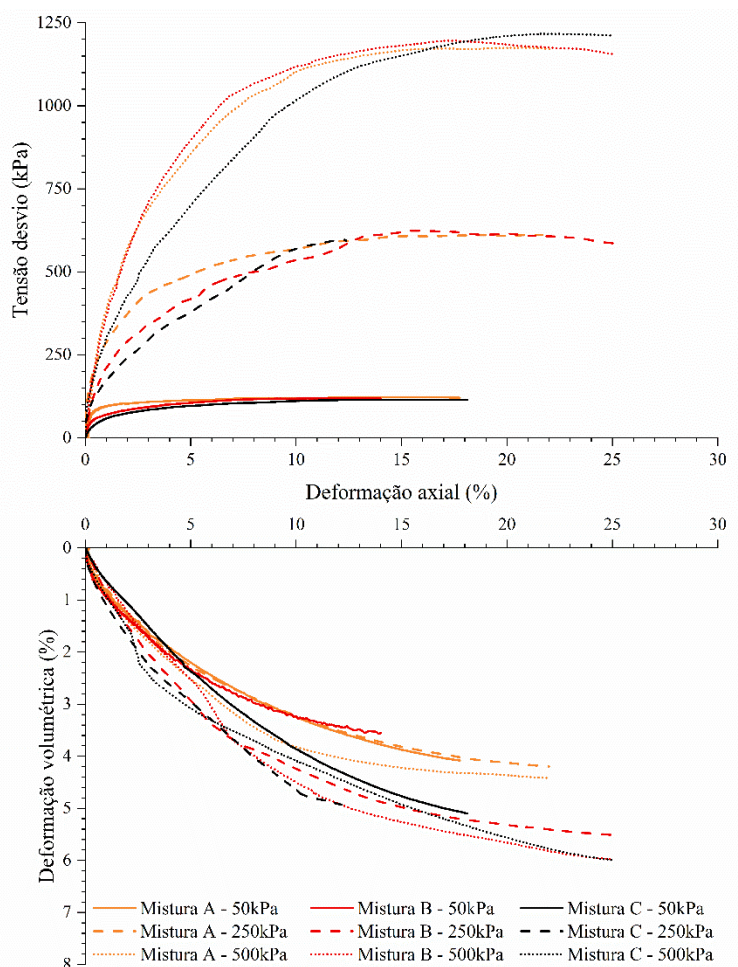 1250
1000
750
500
250
0
Tensão desvio (kPa)
0 5 10 15 20 25 30
Deformação axial (%)
0 5 10 15 20 25 30
0
1
2
3
4
5
6
7
8
Deformação volumétrica (%)
Mistura A - 50kPa Mistura B - 50kPa Mistura C - 50kPa
Mistura A - 250kPa Mistura B - 250kPa Mistura C - 250kPa
Mistura A - 500kPa Mistura B - 500kPa Mistura C - 500kPa